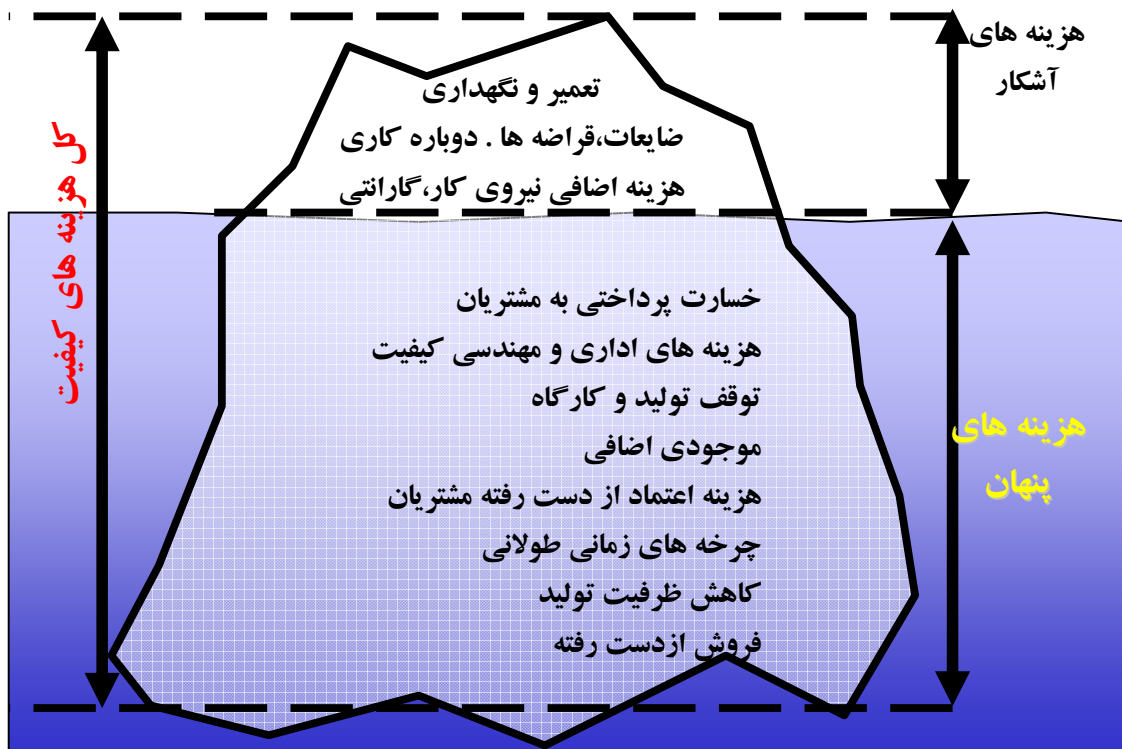 هزینه های
آشکار
تعمیر و نگهداری
ضایعات،قراضه ها . دوباره کاری
هزینه اضافی نیروی کار،گارانتی
کل هزینه های کیفیت
خسارت پرداختی به مشتریان
هزینه های اداری و مهندسی کیفیت
توقف تولید و کارگاه
موجودی اضافی
هزینه اعتماد از دست رفته مشتریان
چرخه های زمانی طولانی
کاهش ظرفیت تولید
فروش ازدست رفته
هزینه های
پنهان